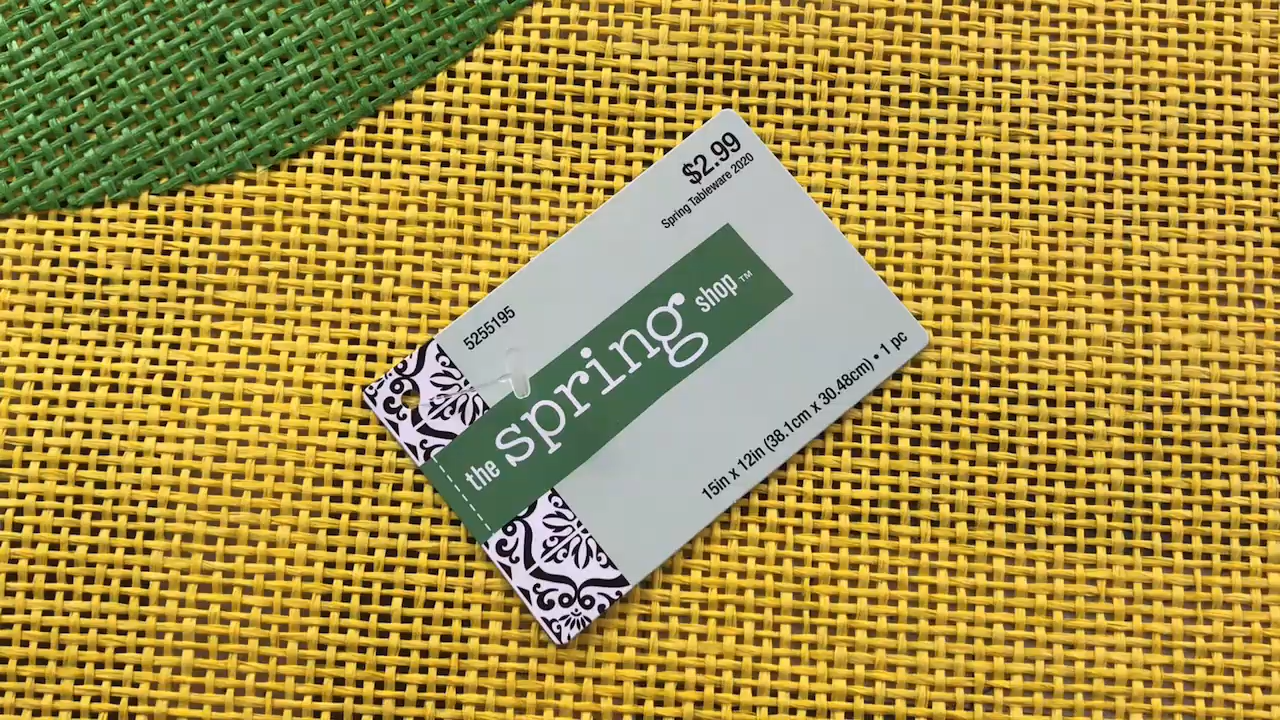 $2.99
Spring Tableware 2020
5255195
the spring shop™
15in x 12in (38.1cm x 30.48cm) • 1 pc